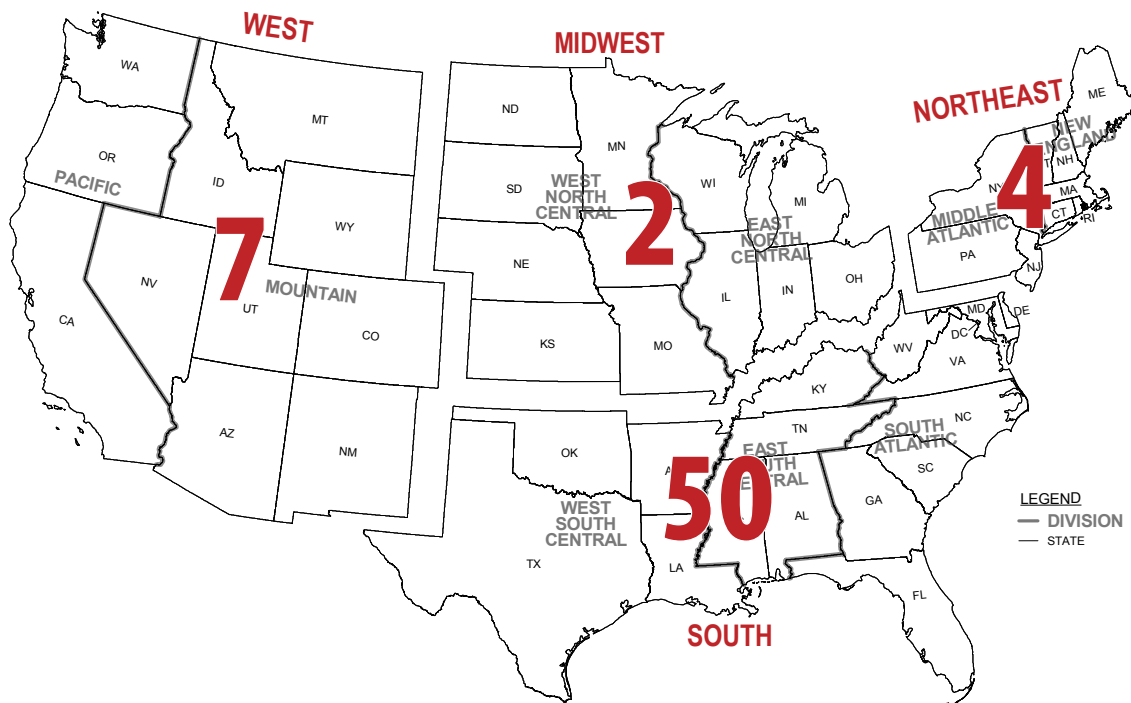 WEST
MIDWEST
NORTHEAST
WA
MT
ND
MN
ME
OR
PACIFIC
ID
WY
SD
WEST
NORTH
CENTRAL
2
WI
MI
EAST
NORTH
CENTRAL
NEW
ENGLAND
NH
NY
4
MA
CT
RI
MIDDLE
ATLANTIC
PA
NJ
7
NV
UT
MOUNTAIN
CO
CA
NE
KS
MO
IL
IN
OH
MD
DE
DC
WV
VA
KY
AZ
NM
OK
TN
NC
EAST
SOUTH
CENTRAL
SOUTH
ATLANTIC
SC
50
AL
GA
WEST
SOUTH
CENTRAL
TX
LA
FL
SOUTH
LEGEND
DIVISION
STATE